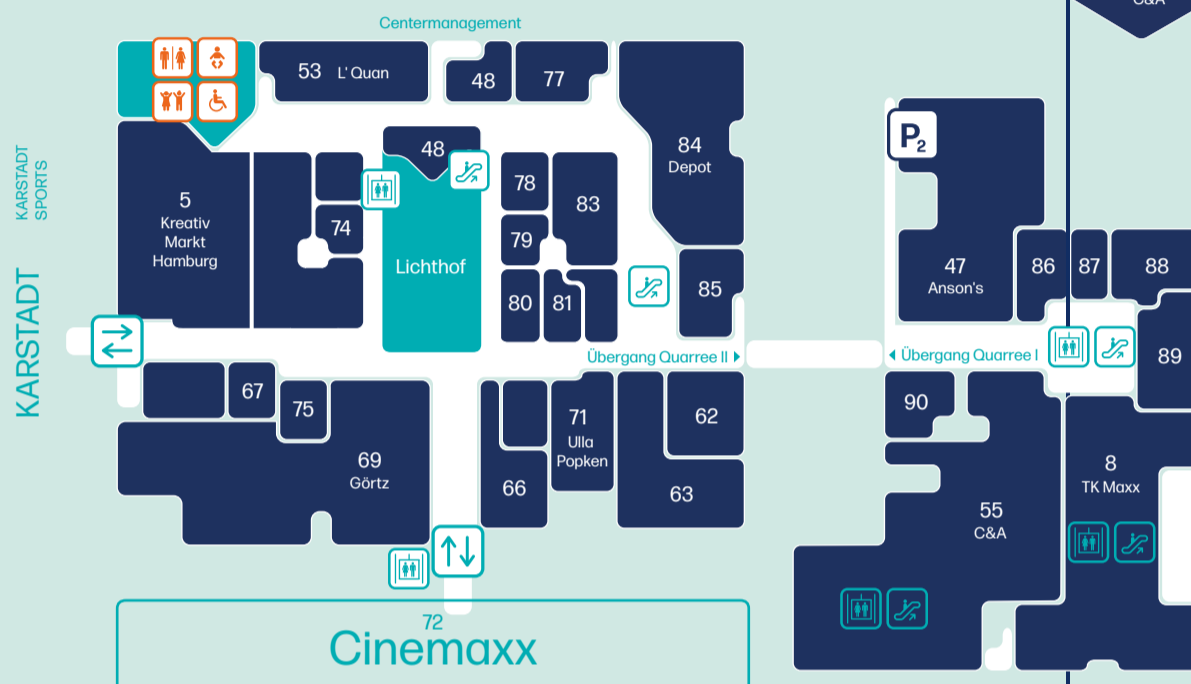 C&A
Centermanagement
53 L' Quan
48
77
84
Depot
P2
KARSTADT
SPORTS
5
Kreativ
Markt
Hamburg
48
74
78
83
79
Lichthof
80
81
85
47
Anson's
86
87
88
KARSTADT
Übergang Quarree II
Übergang Quarree I
89
67
75
71
Ulla
Popken
62
90
69
Görtz
66
63
8
TK Maxx
55
C&A
72
Cinemaxx